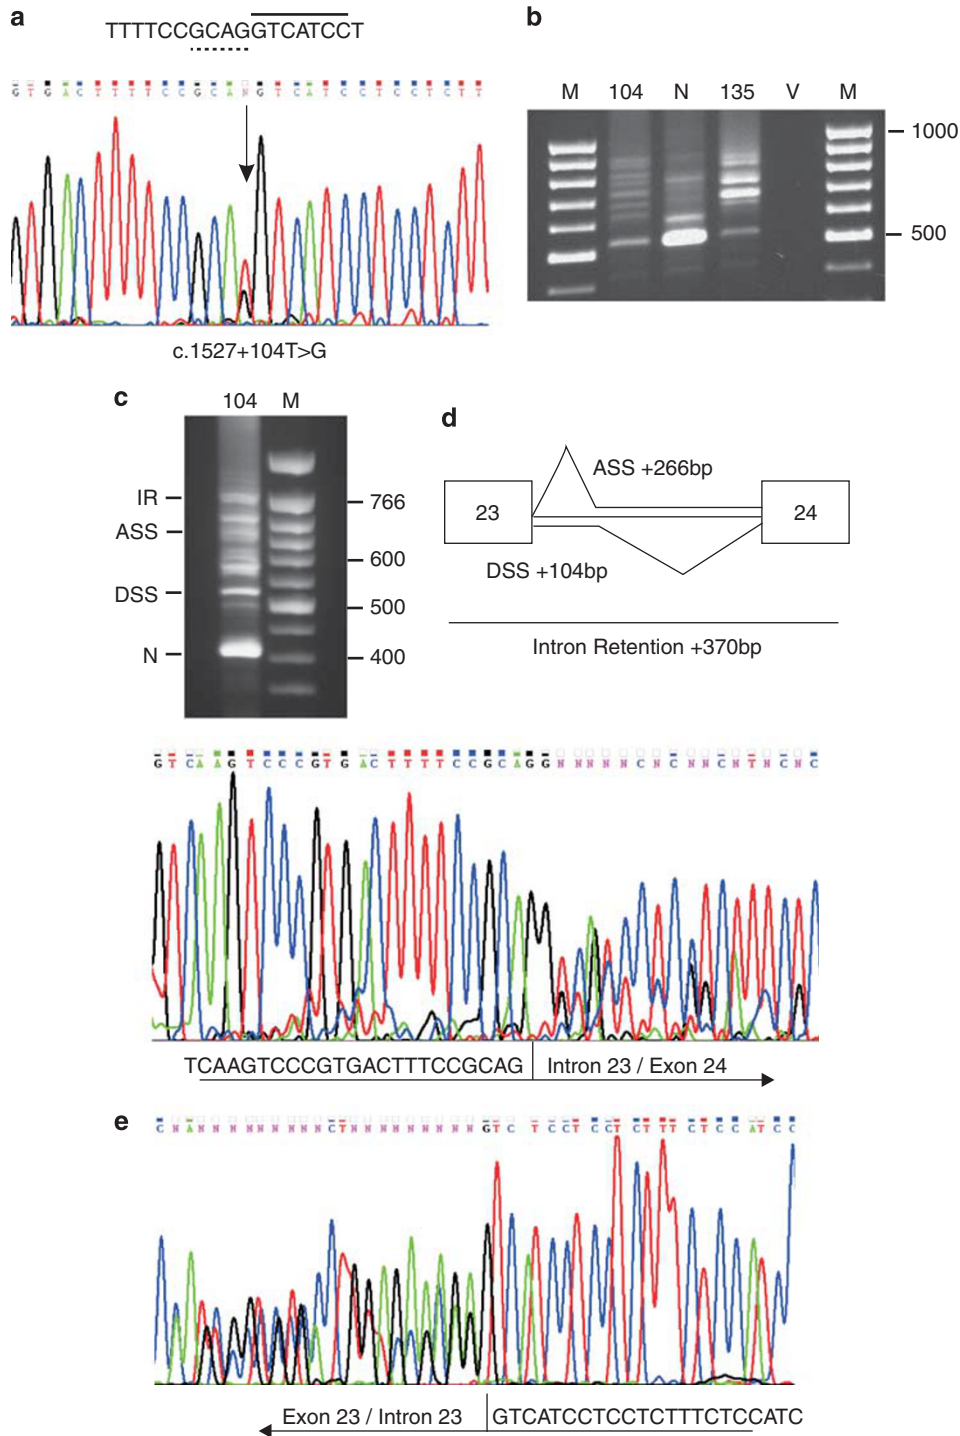 a
TTTTCCGCAGGTCATCCT
G T G A C T T T T C C G C A N G T C A T C C T C C T C T T
c.1527+104T>G
b
M 104 N 135 V M
1000
500
c
104 M
IR
ASS
DSS
N
766
600
500
400
d
ASS +266bp
23
24
DSS +104bp
Intron Retention +370bp
G T C A A G T C C C G T G A C T T T T C C G C A G G N N N N N C N C N N C N T N C N C
TCAAGTCCCGTGACTTTCCGCAG
Intron 23 / Exon 24
e
C N A N N N N N N N N N C T N N N N N N N N N G T C T C C T C C T C T T T C T C C A T C C
Exon 23 / Intron 23
GTCATCCTCCTCTTTCTCCATC